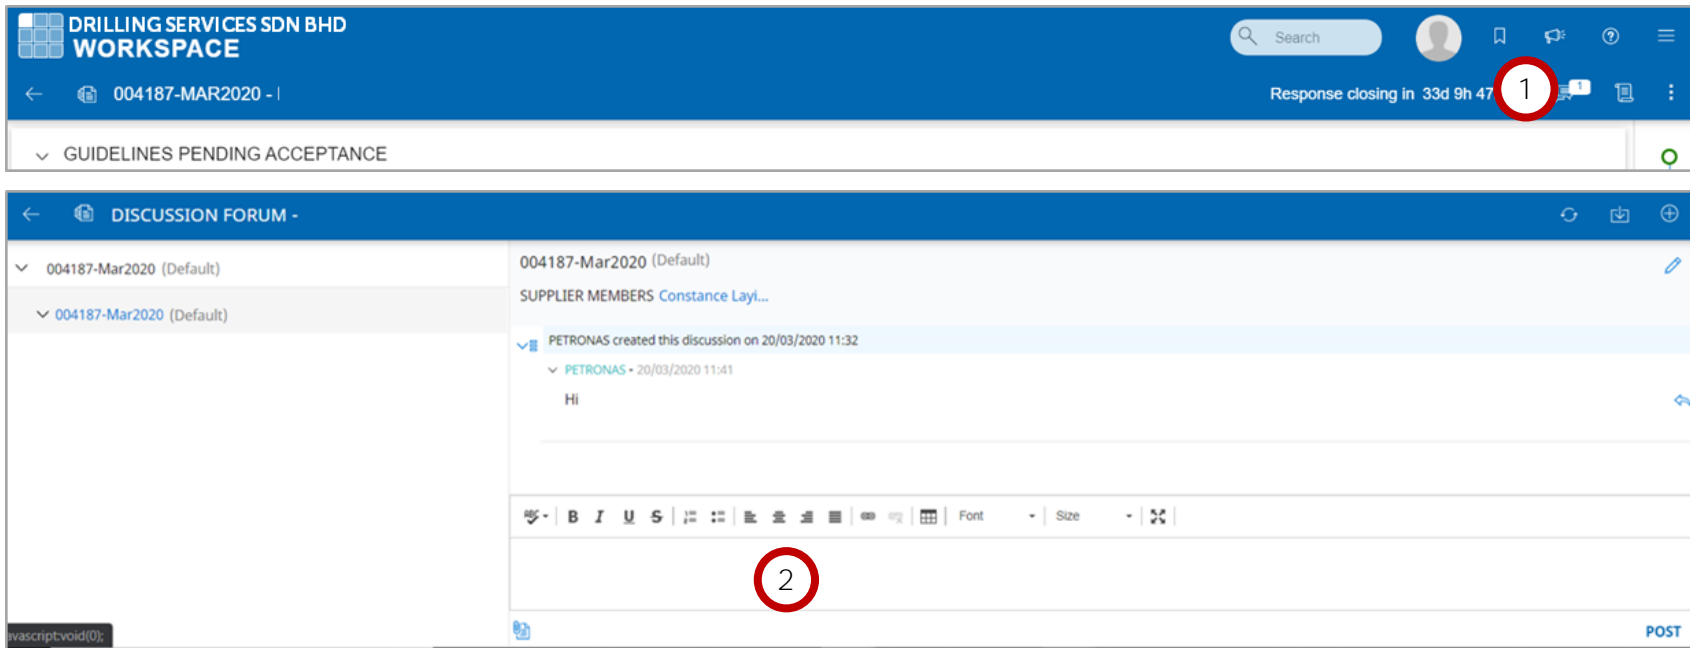 DRILLING SERVICES SDN BHD
WORKSPACE
Search
004187-MAR2020 -
Response closing in 33d 9h 47
1
1
GUIDELINES PENDING ACCEPTANCE
DISCUSSION FORUM -
004187-Mar2020 (Default)
004187-Mar2020 (Default)
004187-Mar2020 (Default)
SUPPLIER MEMBERS Constance Layi...
PETRONAS created this discussion on 20/03/2020 11:32
PETRONAS • 20/03/2020 11:41
Hi
ABC B I U S Font Size
2
avascript:void(0);
POST